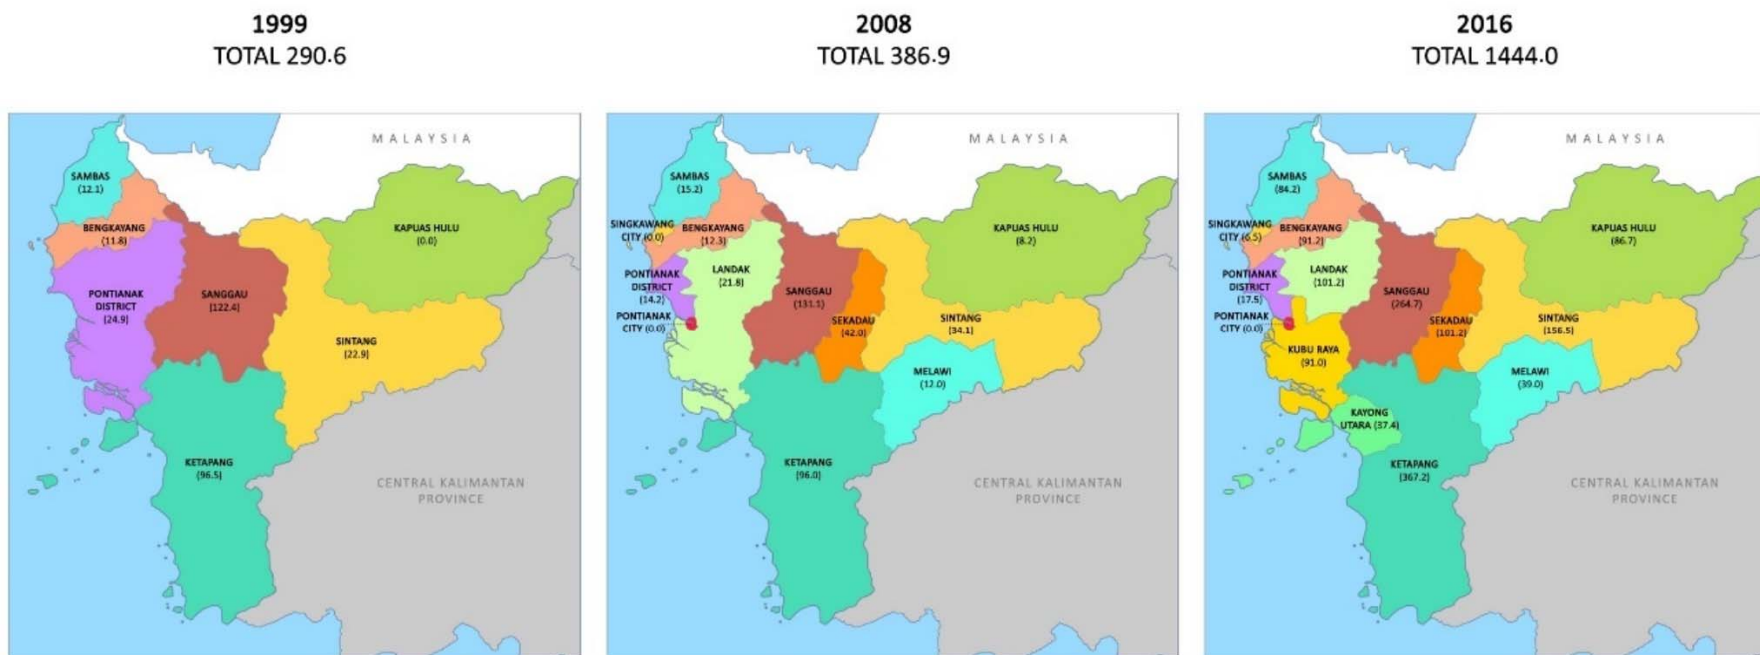 1999
TOTAL 290.6
MALAYSIA
SAMBAS
(12.1)
BENGKAYANG
(11.8)
KAPUAS HULU
(0.0)
PONTIANAK
DISTRICT
(24.9)
SANGGAU
(122.4)
SINTANG
(22.9)
KETAPANG
(96.5)
CENTRAL KALIMANTAN
PROVINCE
2008
TOTAL 386.9
MALAYSIA
SAMBAS
(15.2)
SINGKAWANG
CITY (0.0)
BENGKAYANG
(12.3)
KAPUAS HULU
(8.2)
PONTIANAK
DISTRICT
(14.2)
LANDAK
(21.8)
SANGGAU
(131.1)
PONTIANAK
CITY (0.0)
SEKADAU
(42.0)
SINTANG
(34.1)
MELAWI
(12.0)
KETAPANG
(96.0)
CENTRAL KALIMANTAN
PROVINCE
2016
TOTAL 1444.0
MALAYSIA
SAMBAS
(84.2)
SINGKAWANG
CITY (6.5)
BENGKAYANG
(91.2)
KAPUAS HULU
(86.7)
PONTIANAK
DISTRICT
(17.5)
LANDAK
(101.2)
SANGGAU
(264.7)
PONTIANAK
CITY (0.0)
SEKADAU
(101.2)
SINTANG
(156.5)
KUBU RAYA
(91.0)
MELAWI
(39.0)
KAYONG
UTARA (37.4)
KETAPANG
(367.2)
CENTRAL KALIMANTAN
PROVINCE